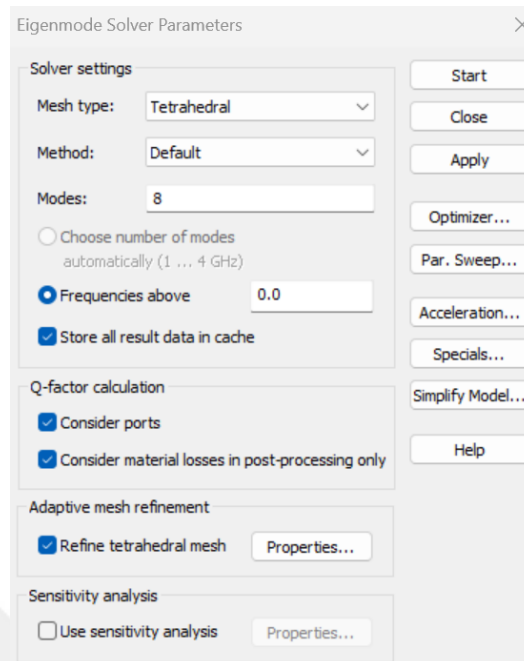 Eigenmode Solver Parameters
Solver settings
Mesh type: Tetrahedral
Method: Default
Modes: 8
Choose number of modes
automatically (1 ... 4 GHz)
Frequencies above 0.0
Store all result data in cache
Q-factor calculation
Consider ports
Consider material losses in post-processing only
Adaptive mesh refinement
Refine tetrahedral mesh Properties...
Sensitivity analysis
Use sensitivity analysis Properties...
Start
Close
Apply
Optimizer...
Par. Sweep...
Acceleration...
Specials...
Simplify Model...
Help